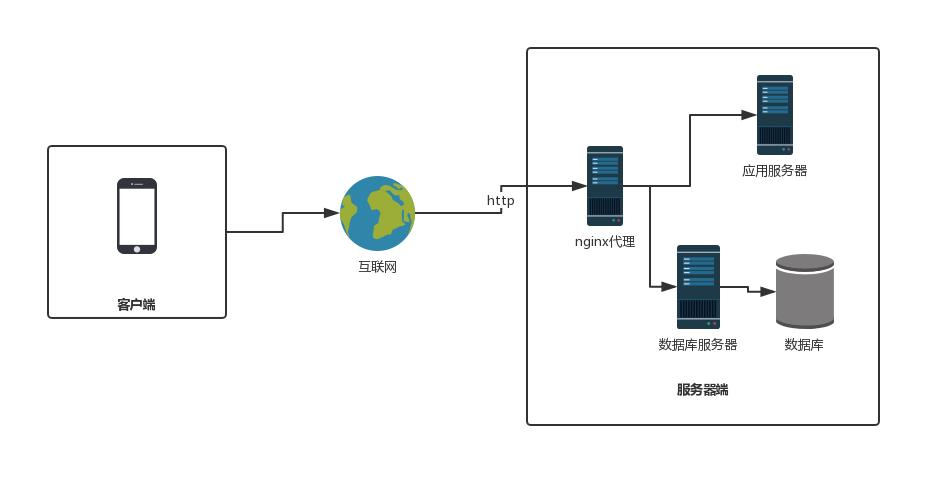 客户端
互联网
http
nginx代理
应用服务器
数据库服务器
数据库
服务器端